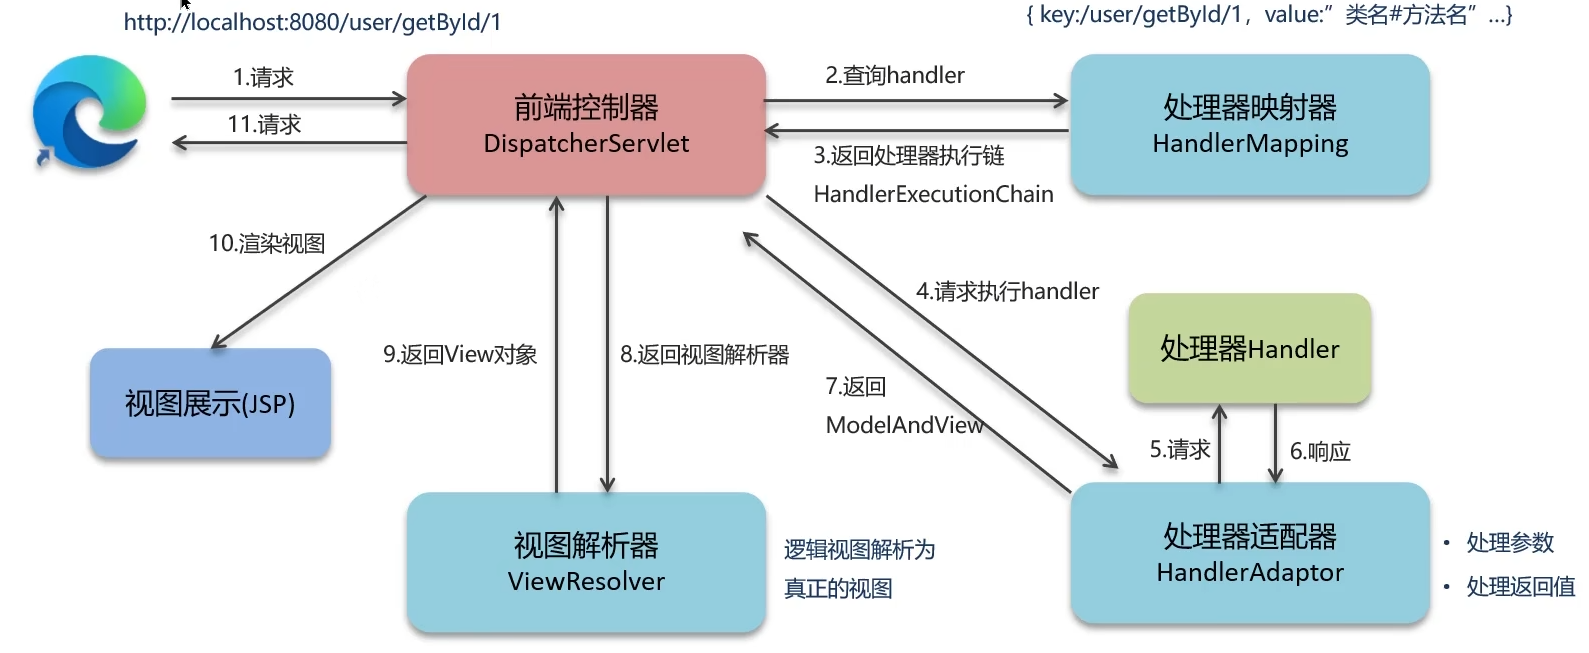 http://localhost:8080/user/getById/1
{ key:/user/getById/1，value:”类名#方法名” ...}
1.请求
11.请求
前端控制器
DispatcherServlet
2.查询handler
3.返回处理器执行链
HandlerExecutionChain
处理器映射器
HandlerMapping
10.渲染视图
4.请求执行handler
处理器Handler
9.返回View对象
8.返回视图解析器
7.返回
ModelAndView
视图展示(JSP)
5.请求
6.响应
视图解析器
ViewResolver
逻辑视图解析为
真正的视图
处理器适配器
HandlerAdaptor
• 处理参数
• 处理返回值